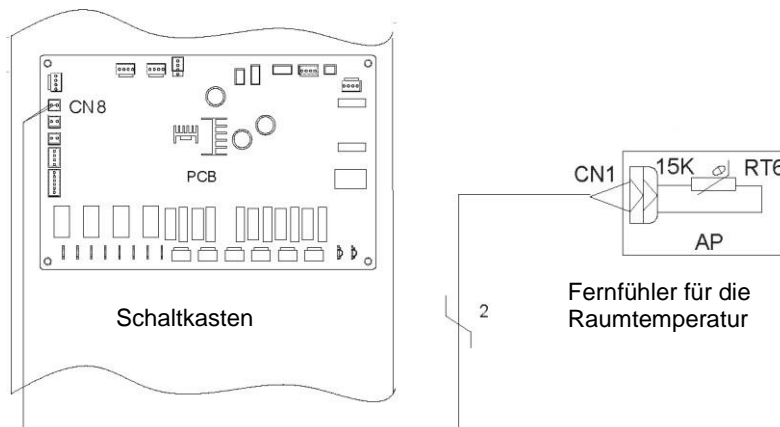 CN8
PCB
Schaltkasten
CN1
15K
RT6
AP
2
Fernfühler für die
Raumtemperatur